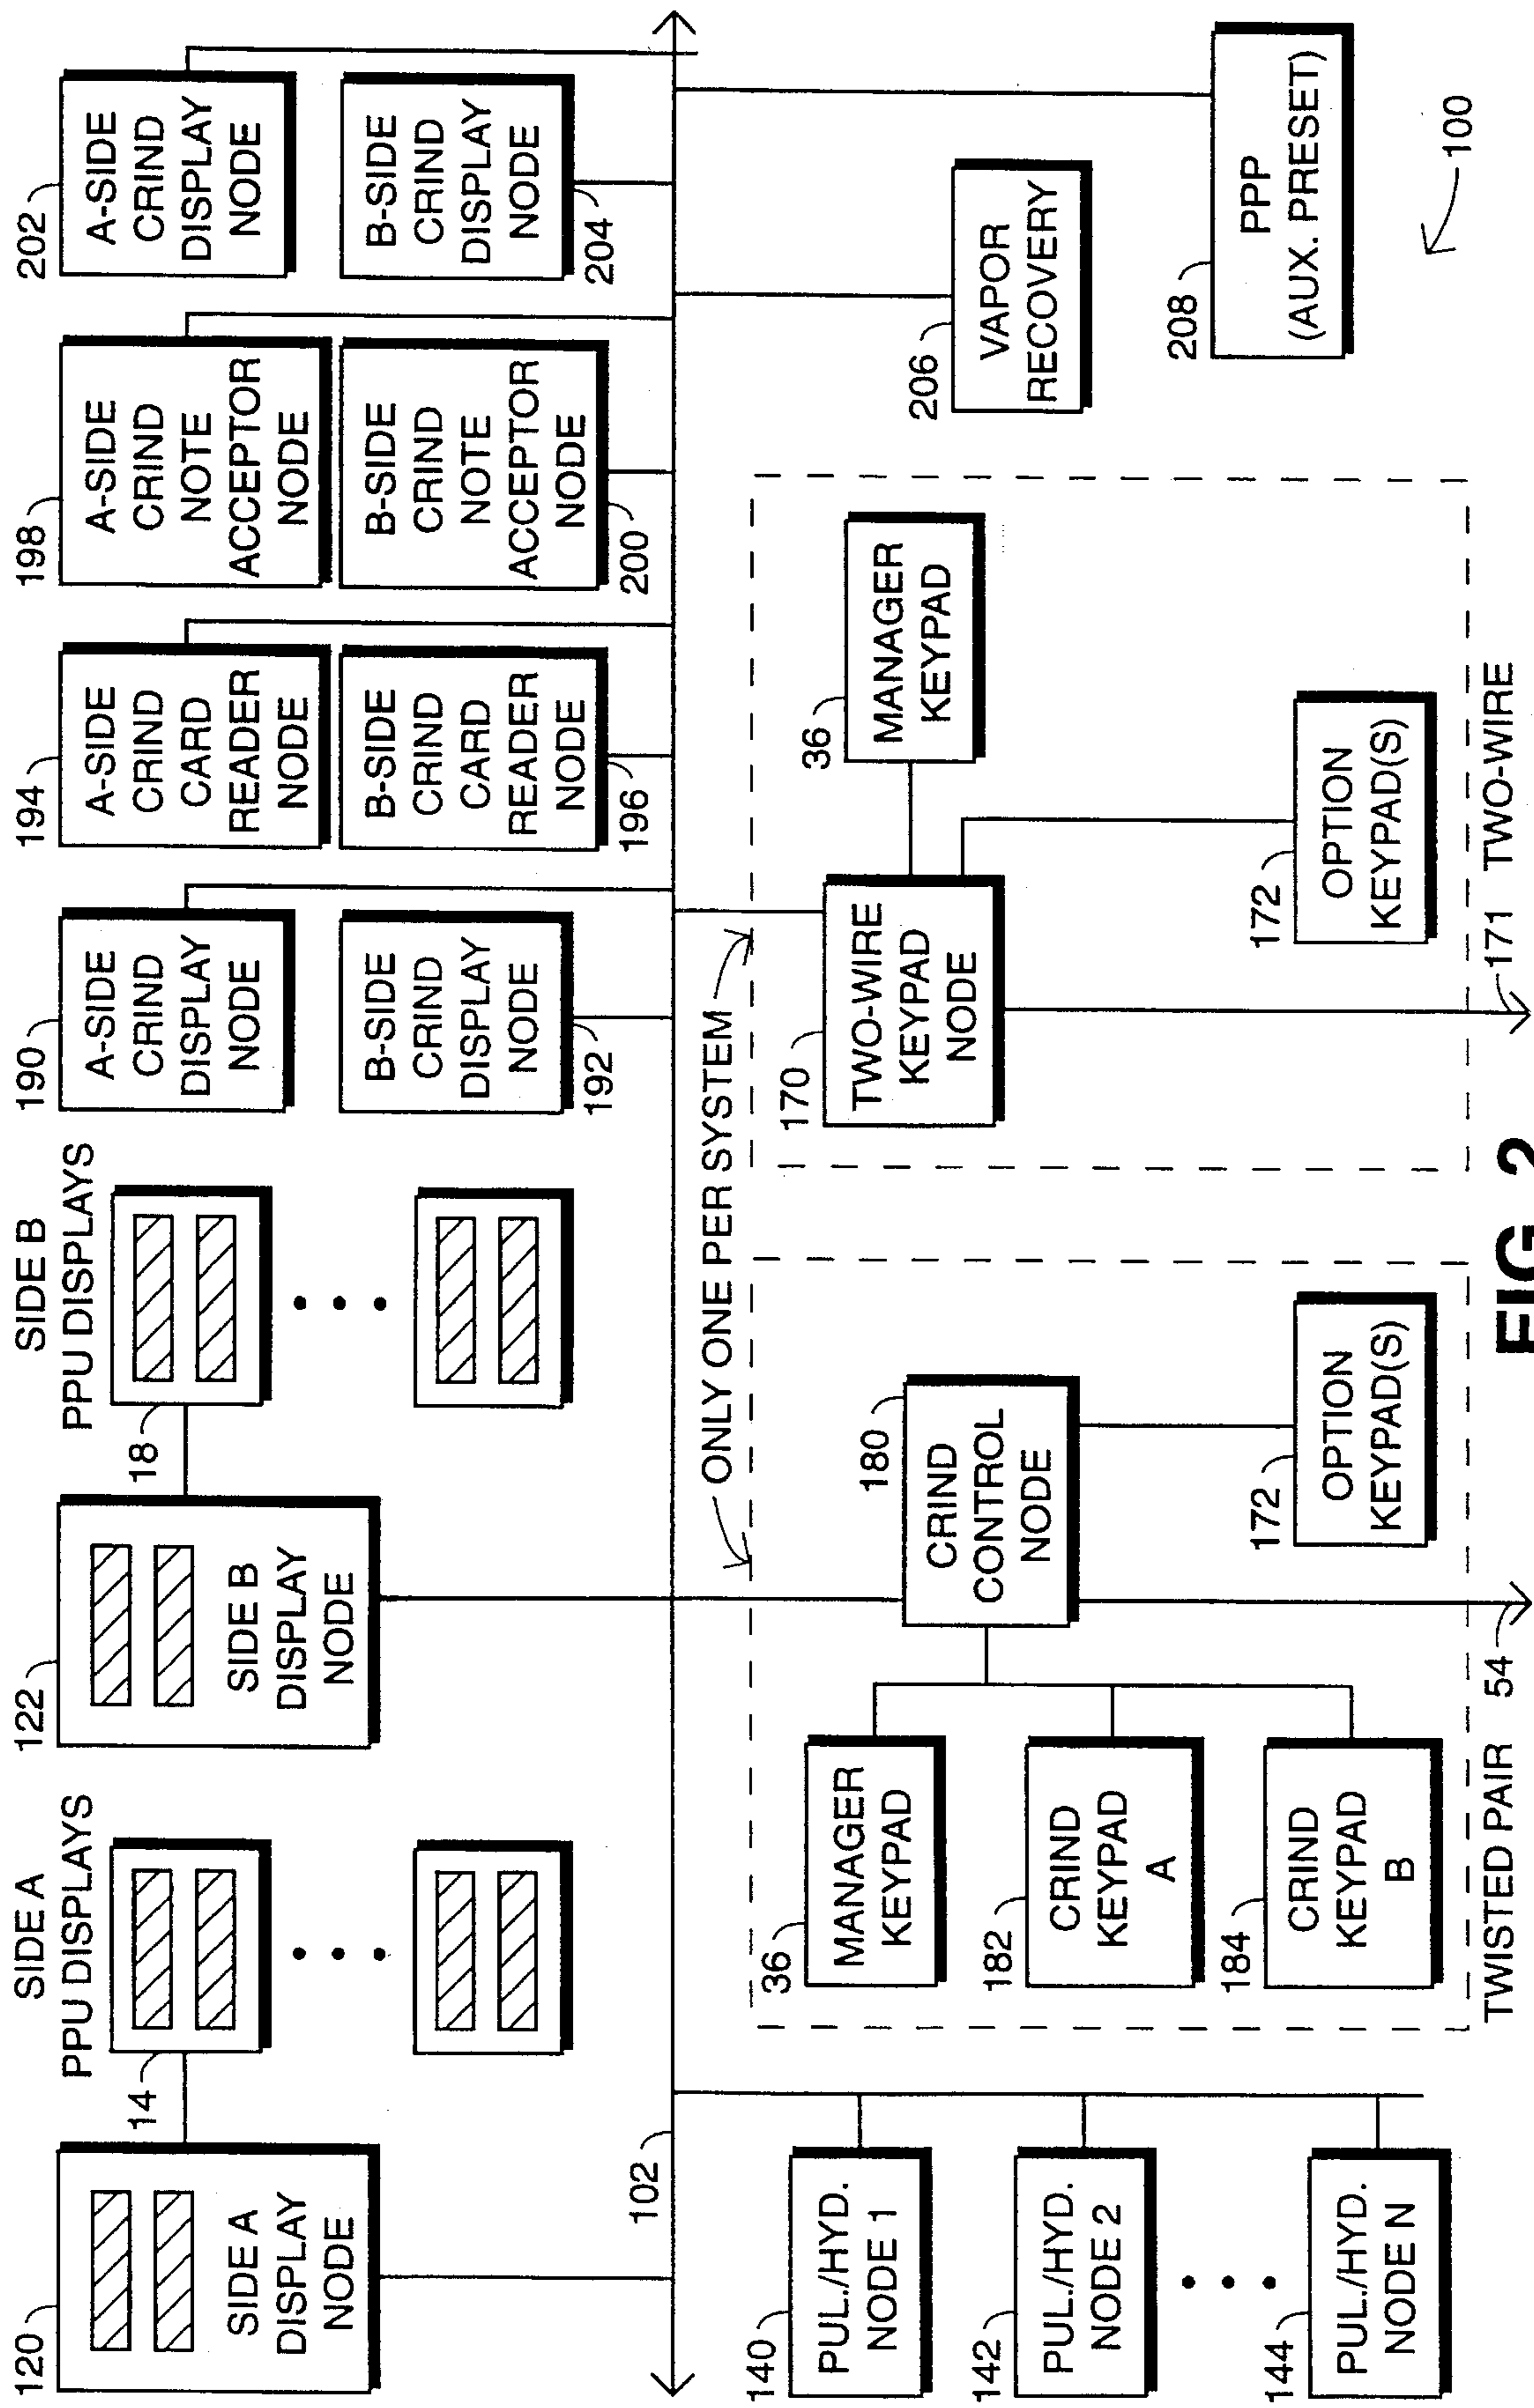 SIDE A
PPU DISPLAYS
SIDE B
PPU DISPLAYS
120
SIDE A
DISPLAY
NODE
14
122
SIDE B
DISPLAY
NODE
18
190
A-SIDE
CRIND
DISPLAY
NODE
B-SIDE
CRIND
DISPLAY
NODE
192
194
A-SIDE
CRIND
CARD
READER
NODE
B-SIDE
CRIND
CARD
READER
NODE
196
198
A-SIDE
CRIND
NOTE
ACCEPTOR
NODE
B-SIDE
CRIND
NOTE
ACCEPTOR
NODE
200
202
A-SIDE
CRIND
DISPLAY
NODE
B-SIDE
CRIND
DISPLAY
NODE
204
102
ONLY ONE PER SYSTEM
140
PUL./HYD.
NODE 1
142
PUL./HYD.
NODE 2
144
PUL./HYD.
NODE N
36
MANAGER
KEYPAD
182
CRIND
KEYPAD
A
184
CRIND
KEYPAD
B
180
CRIND
CONTROL
NODE
172
OPTION
KEYPAD(S)
TWISTED PAIR 54
170
TWO-WIRE
KEYPAD
NODE
36
MANAGER
KEYPAD
172
OPTION
KEYPAD(S)
171 TWO-WIRE
206
VAPOR
RECOVERY
208
PPP
(AUX. PRESET)
100
FIG 2